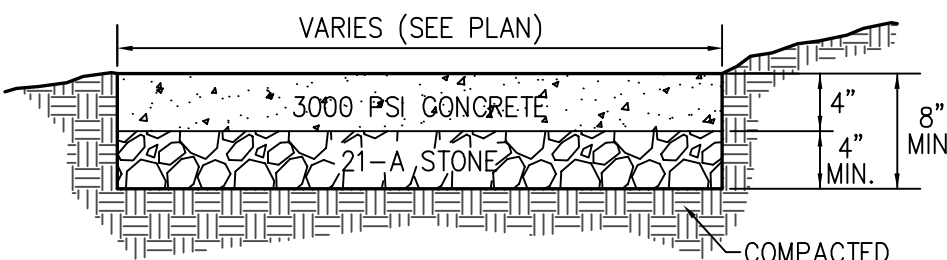 VARIES (SEE PLAN)
3000 PSI CONCRETE
4"
8"
MIN
21-A STONE
4"
MIN.
COMPACTED